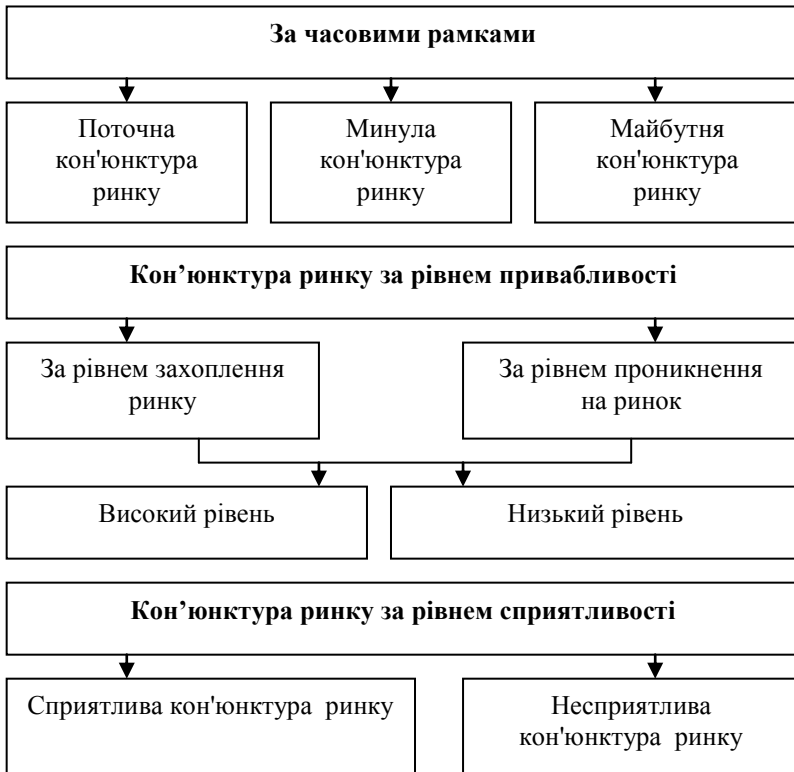 За часовими рамками
Поточна
кон'юнктура
ринку
Минула
кон'юнктура
ринку
Майбутня
кон'юнктура
ринку
Кон’юнктура ринку за рівнем привабливості
За рівнем захоплення
ринку
За рівнем проникнення
на ринок
Високий рівень
Низький рівень
Кон’юнктура ринку за рівнем сприятливості
Сприятлива кон'юнктура ринку
Несприятлива
кон'юнктура ринку